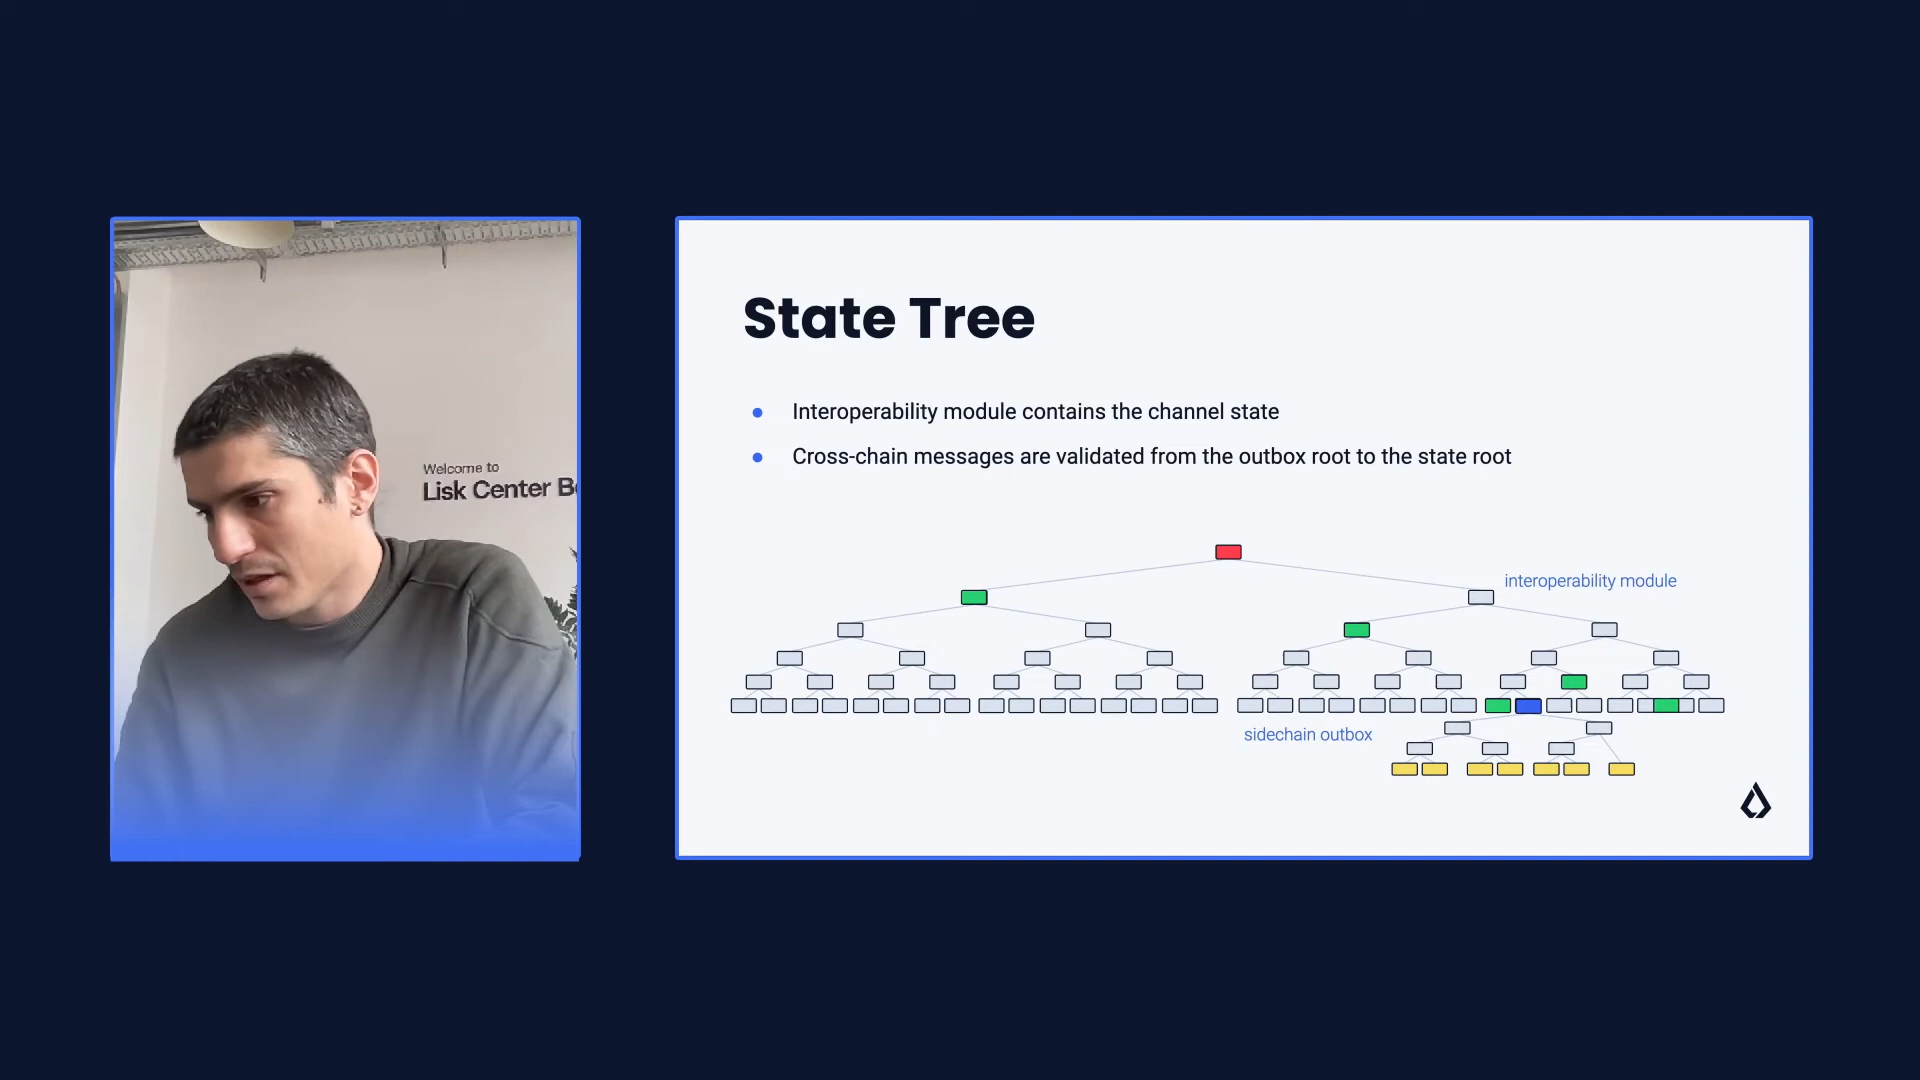 Welcome to
Lisk Center
State Tree
Interoperability module contains the channel state
Cross-chain messages are validated from the outbox root to the state root
interoperability module
sidechain outbox